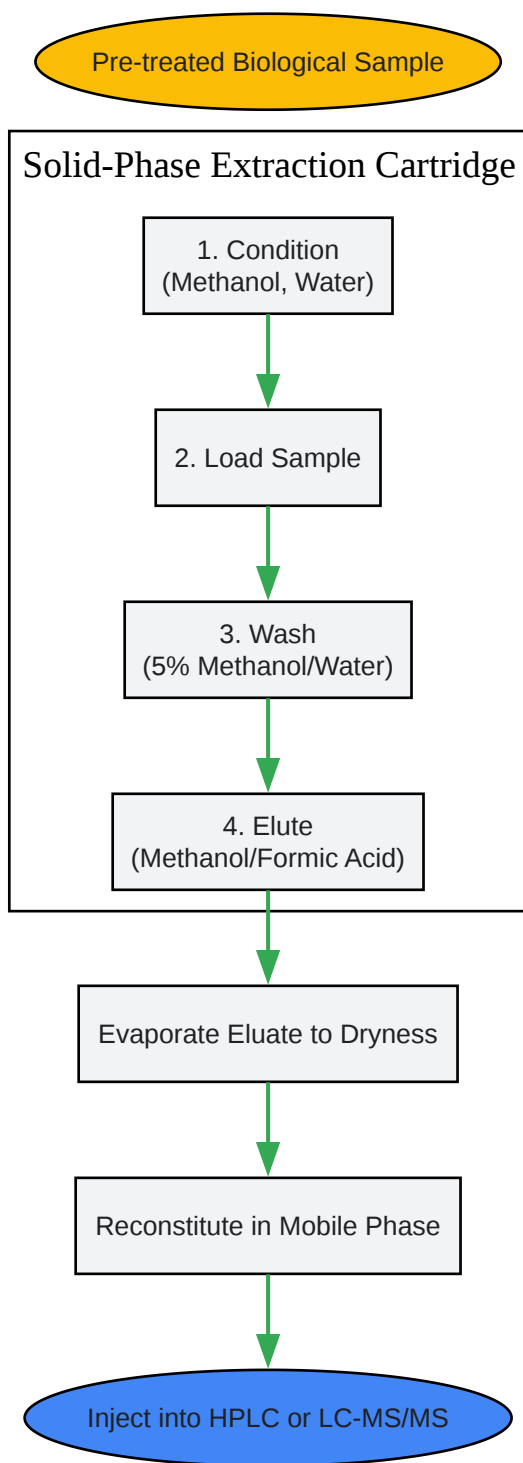 Pre-treated Biological Sample
Solid-Phase Extraction Cartridge
1. Condition
(Methanol, Water)
2. Load Sample
3. Wash
(5% Methanol/Water)
4. Elute
(Methanol/Formic Acid)
Evaporate Eluate to Dryness
Reconstitute in Mobile Phase
Inject into HPLC or LC-MS/MS